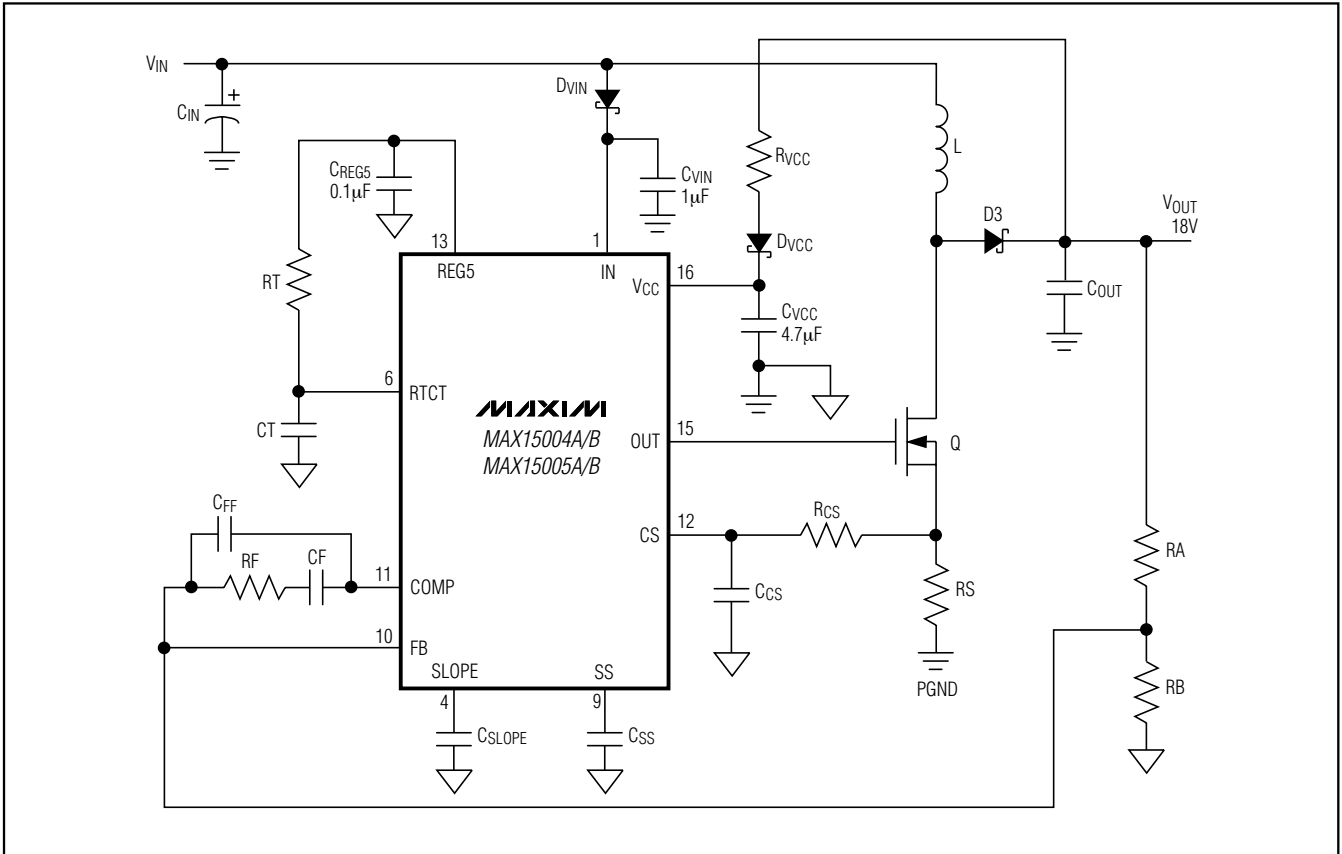 VIN
+
CIN
DVIN
CREG5
0.1µF
CVIN
1µF
RVCC
L
DVCC
D3
VOUT
18V
COUT
13
REG5
1
IN
16
VCC
CVCC
4.7µF
RT
6
RTCT
CT
MAXIM
MAX15004A/B
MAX15005A/B
OUT
15
Q
CS
12
RCS
CCS
RS
PGND
RA
RB
CFF
RF
CF
11
COMP
10
FB
SLOPE
4
CSLOPE
SS
9
CSS